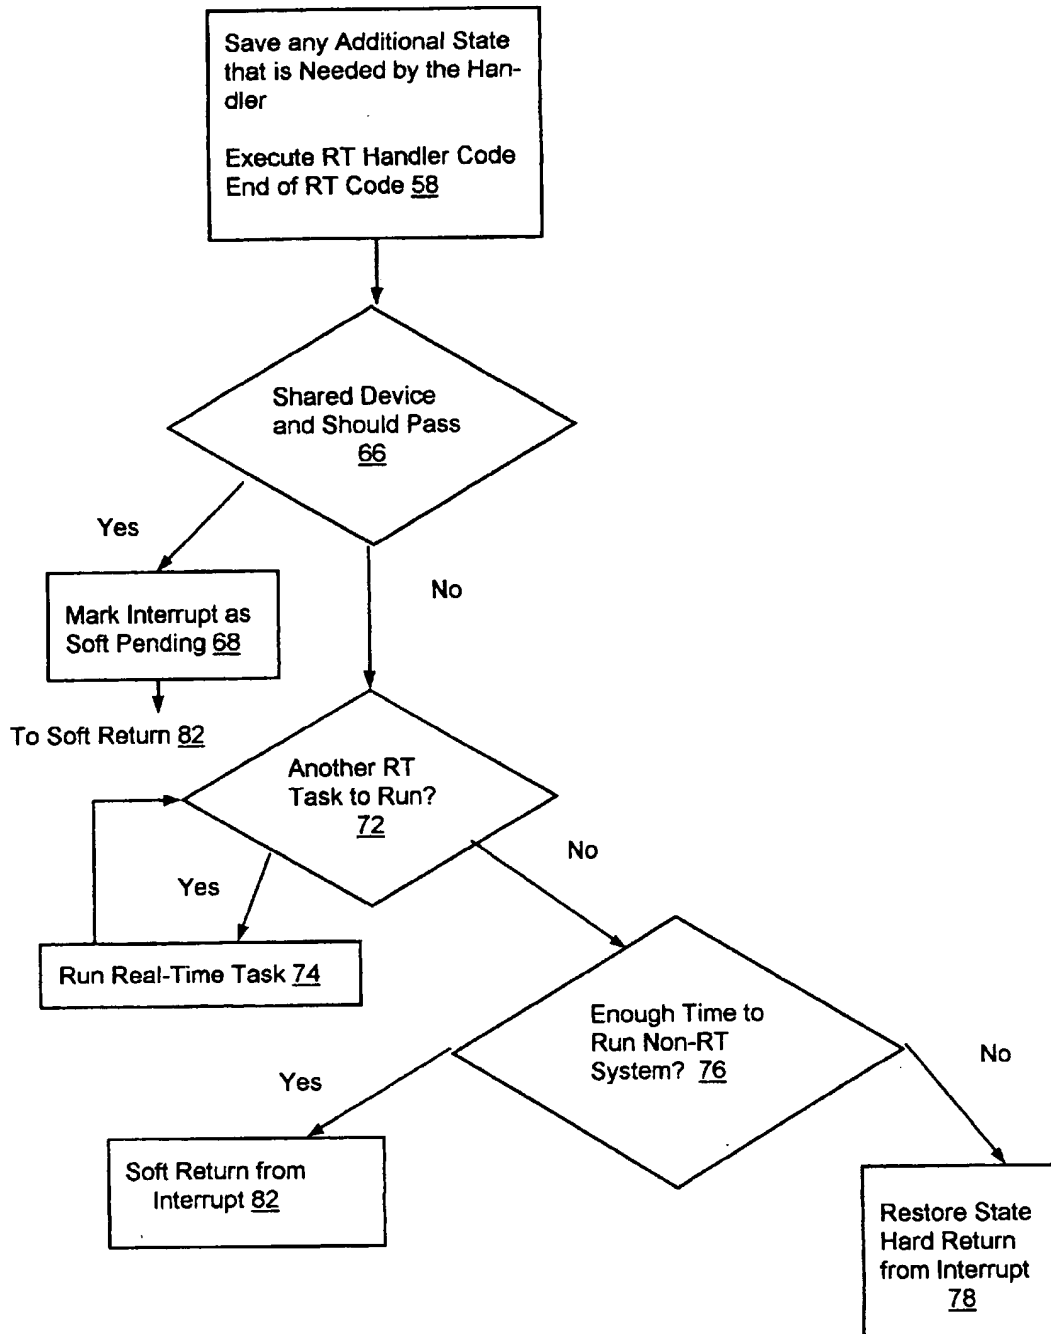 Save any Additional State
that is Needed by the Han-
dler
Execute RT Handler Code
End of RT Code 58
Shared Device
and Should Pass
66
Yes
No
Mark Interrupt as
Soft Pending 68
To Soft Return 82
Another RT
Task to Run?
72
No
Yes
Run Real-Time Task 74
Enough Time to
Run Non-RT
System? 76
No
Yes
Soft Return from
Interrupt 82
Restore State
Hard Return
from Interrupt
78